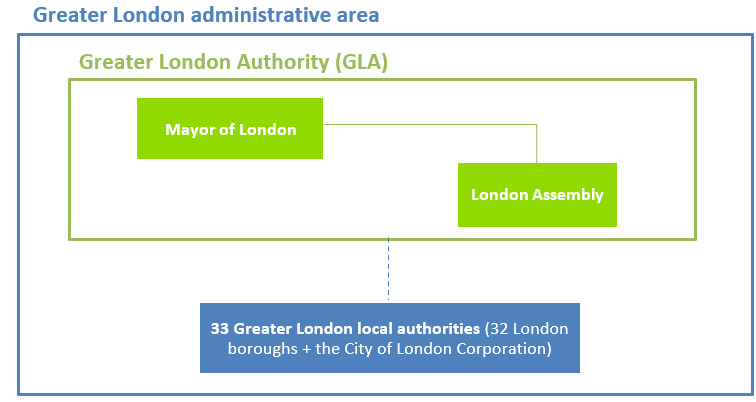 Greater London administrative area
Greater London Authority (GLA)
Mayor of London
London Assembly
33 Greater London local authorities (32 London
boroughs + the City of London Corporation)